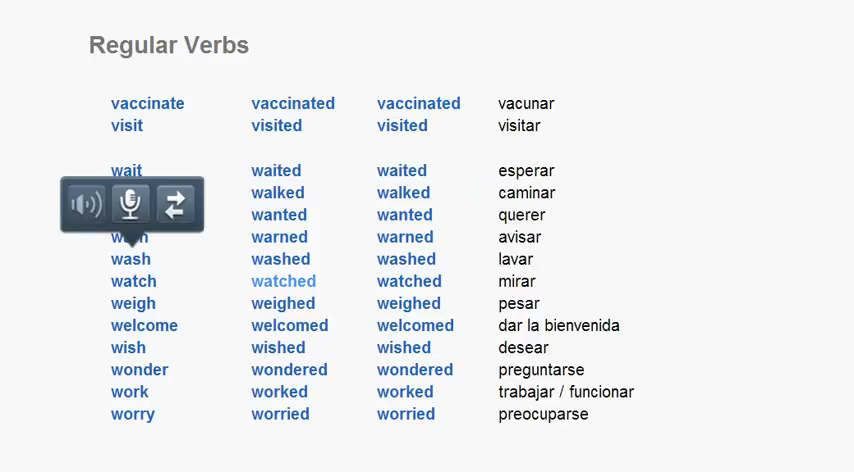 Regular Verbs
vaccinate vaccinated vaccinated vacunar
visit visited visited visitar
wait waited waited esperar
walked walked caminar
wanted wanted querer
warned warned avisar
wash washed washed lavar
watch watched watched mirar
weigh weighed weighed pesar
welcome welcomed welcomed dar la bienvenida
wish wished wished desear
wonder wondered wondered preguntarse
work worked worked trabajar / funcionar
worry worried worried preocuparse